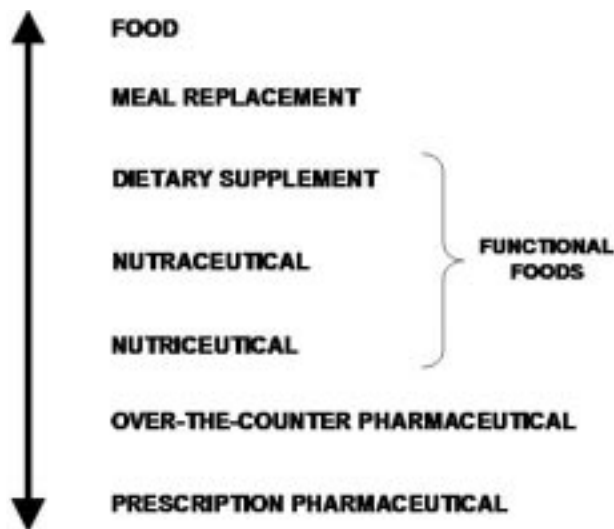 FOOD
MEAL REPLACEMENT
DIETARY SUPPLEMENT
NUTRACEUTICAL
FUNCTIONAL
FOODS
NUTRICEUTICAL
OVER-THE-COUNTER PHARMACEUTICAL
PRESCRIPTION PHARMACEUTICAL